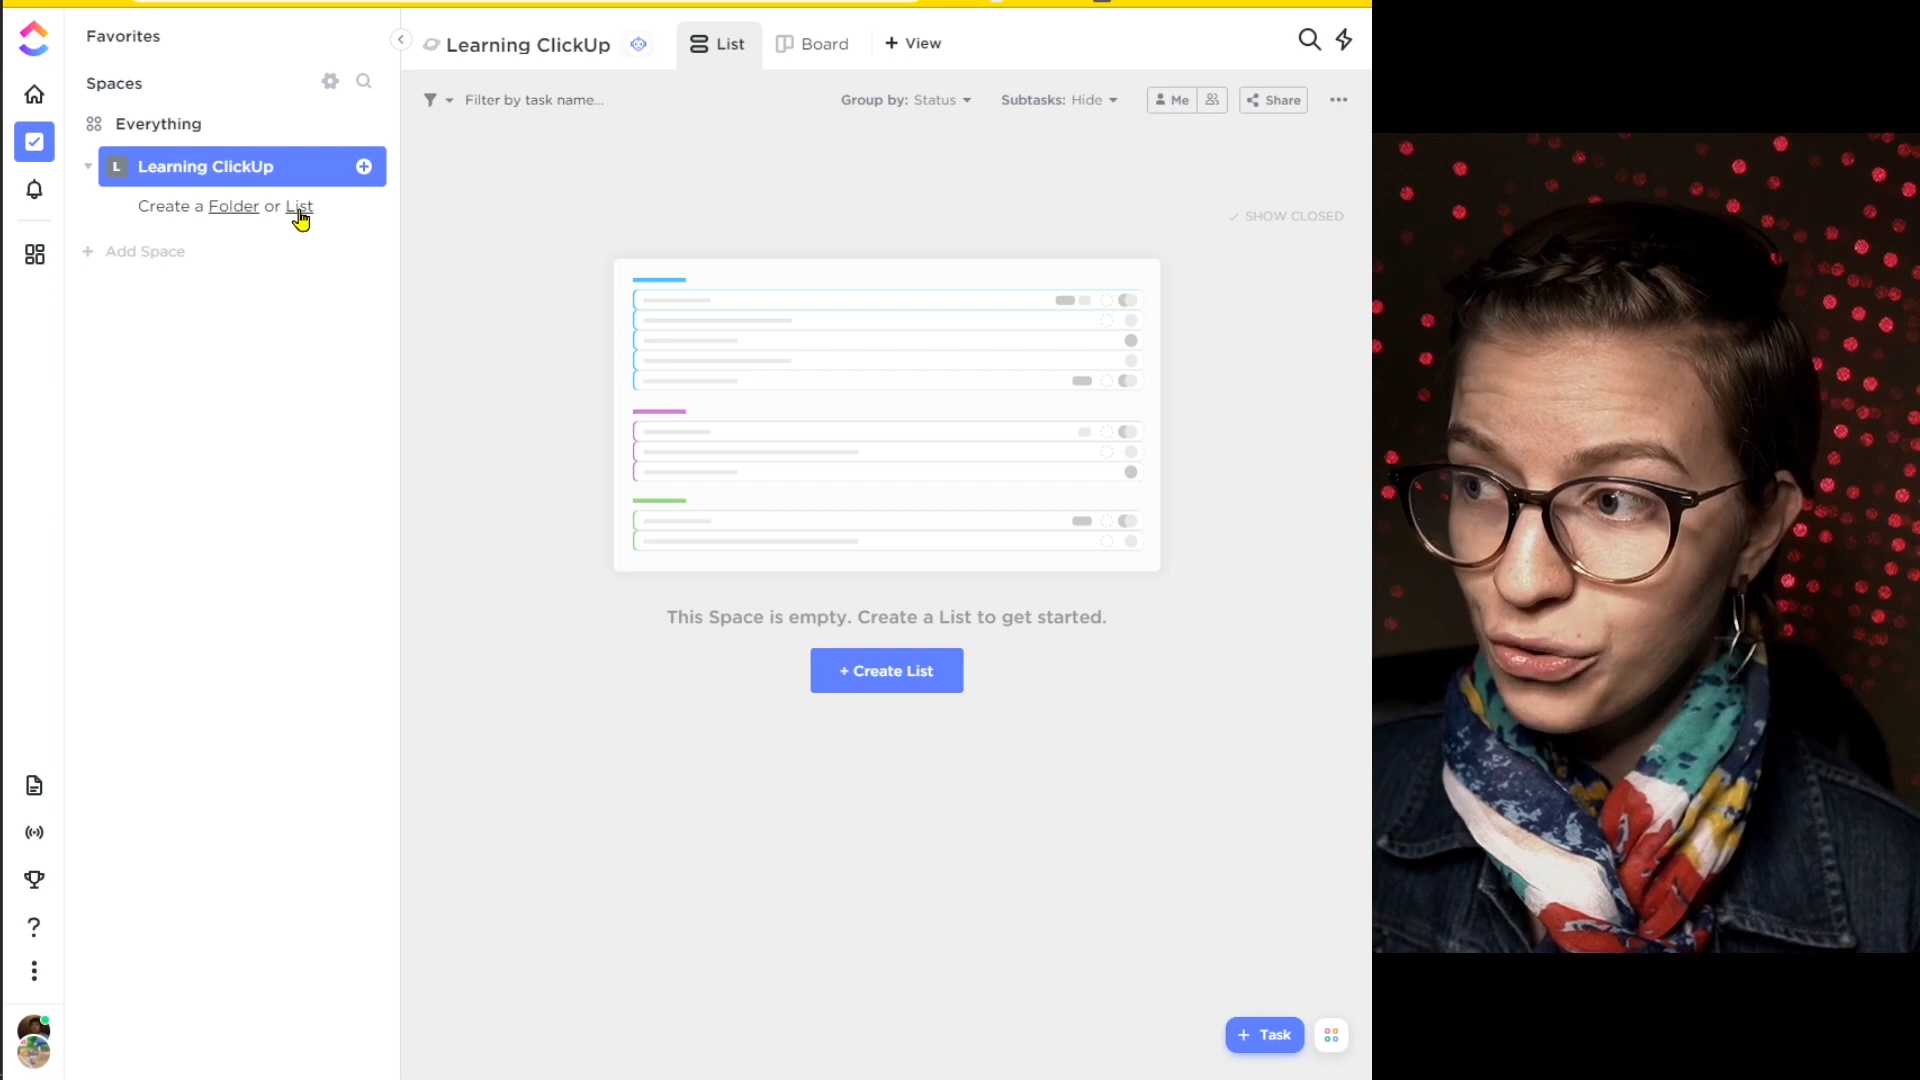 Favorites
Spaces
Everything
L Learning ClickUp
Create a Folder or List
+ Add Space
Learning ClickUp
List
Board
+ View
Filter by task name...
Group by: Status
Subtasks: Hide
Me
Share
SHOW CLOSED
This Space is empty. Create a List to get started.
+ Create List
+ Task